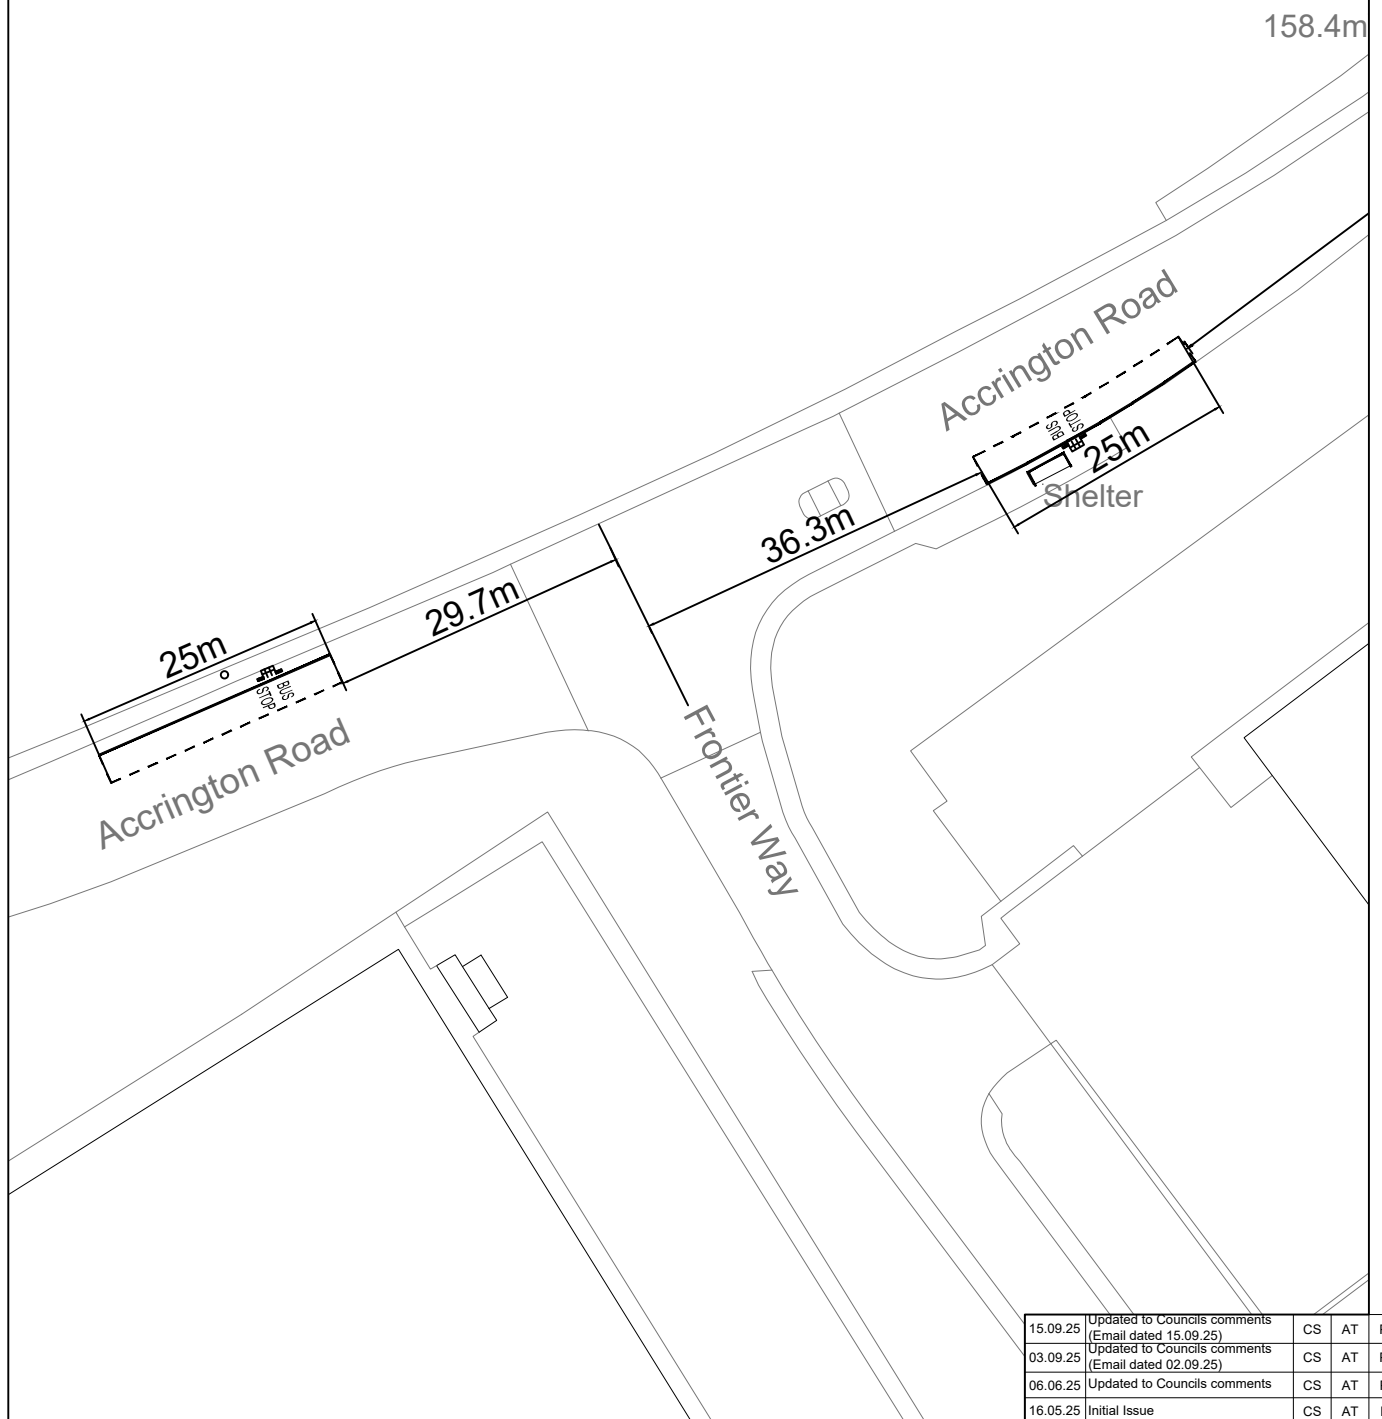 158.4m
Accrington Road
BUS
STOP
25m
Shelter
36.3m
29.7m
25m
BUS
STOP
Accrington Road
Frontier Way
15.09.25 Updated to Councils comments CS AT
(Email dated 15.09.25)
03.09.25 Updated to Councils comments CS AT
(Email dated 02.09.25)
06.06.25 Updated to Councils comments CS AT
16.05.25 Initial Issue CS AT